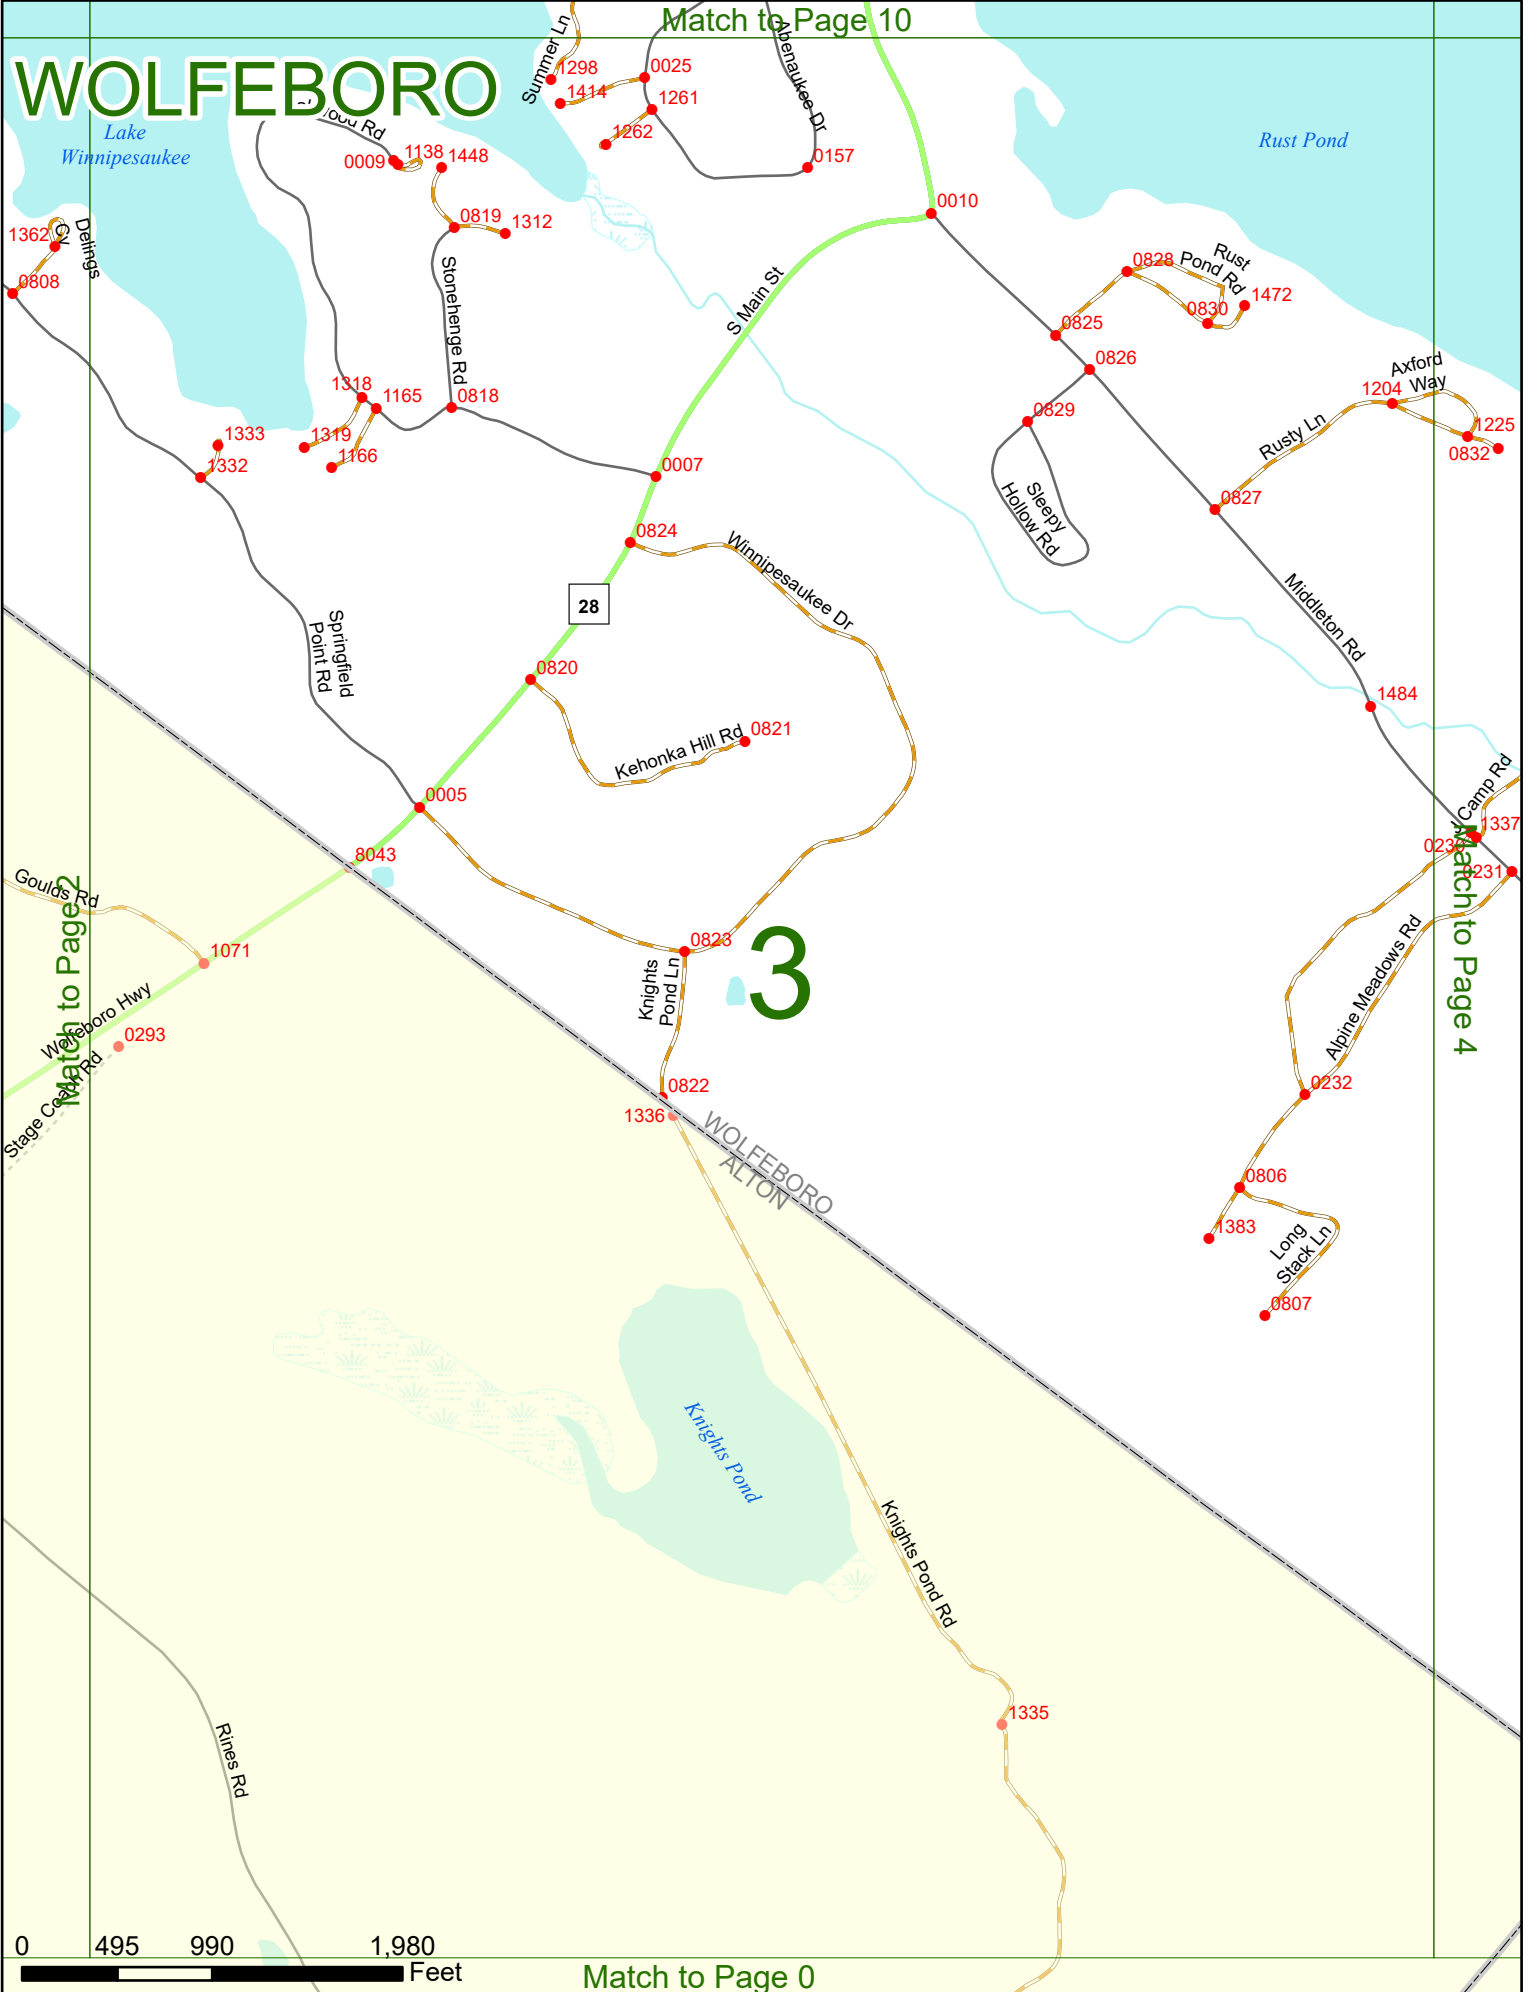 Match to Page 10
WOLFEBORO
Lake
Winnipesaukee
Summer Ln
1298
1414
0025
1261
1262
Abenaukee Dr
0157
Rust Pond
0009
1138
1448
0819
1312
0010
1362
Cv
Delings
0808
Stonehenge Rd
S Main St
0828
Rust
Pond Rd
1472
0830
0825
0826
Axford
Way
1204
1225
0832
Rusty Ln
0829
0827
Sleepy
Hollow Rd
1318
1165
0818
1319
1166
1333
1332
0007
0824
Winnipesaukee Dr
28
Springfield
Point Rd
0820
Kehonka Hill Rd
0821
Middleton Rd
1484
0005
8043
Camp Rd
1337
0230
0231
Match to Page 4
Goulds Rd
Match to Page 2
1071
Wolfeboro Hwy
0293
Stage Coach Rd
0823
3
Knights
Pond Ln
0822
1336
WOLFEBORO
ALTON
Alpine Meadows Rd
0232
0806
1383
Long
Stack Ln
0807
Knights Pond
Knights Pond Rd
1335
Rines Rd
0 495 990 1,980
Feet
Match to Page 0